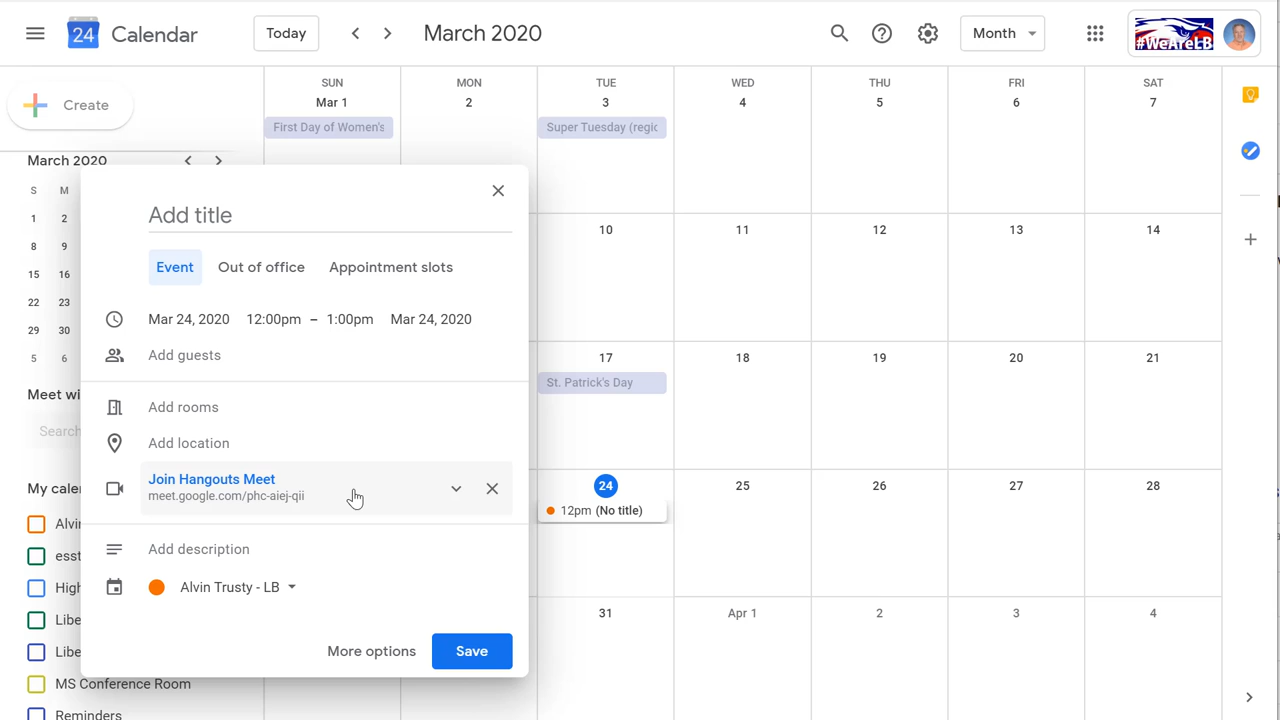 24 Calendar Today March 2020 Month #WeAreLB
Create
SUN MON TUE WED THU FRI SAT
Mar 1 2 3 4 5 6 7
First Day of Women's Super Tuesday (regic
March 2020
S M
1 2
8 9
15 16
22 23
29 30
5 6
Meet wi
Search
My cale
Alvi
esst
High
Libe
Libe
MS Conference Room
Reminders
Add title
Event Out of office Appointment slots
Mar 24, 2020 12:00pm – 1:00pm Mar 24, 2020
Add guests
Add rooms
Add location
Join Hangouts Meet
meet.google.com/phc-aiej-qii
Add description
Alvin Trusty - LB
More options Save
10 11 12 13 14
17 18 19 20 21
St. Patrick's Day
24 25 26 27 28
12pm (No title)
31 Apr 1 2 3 4